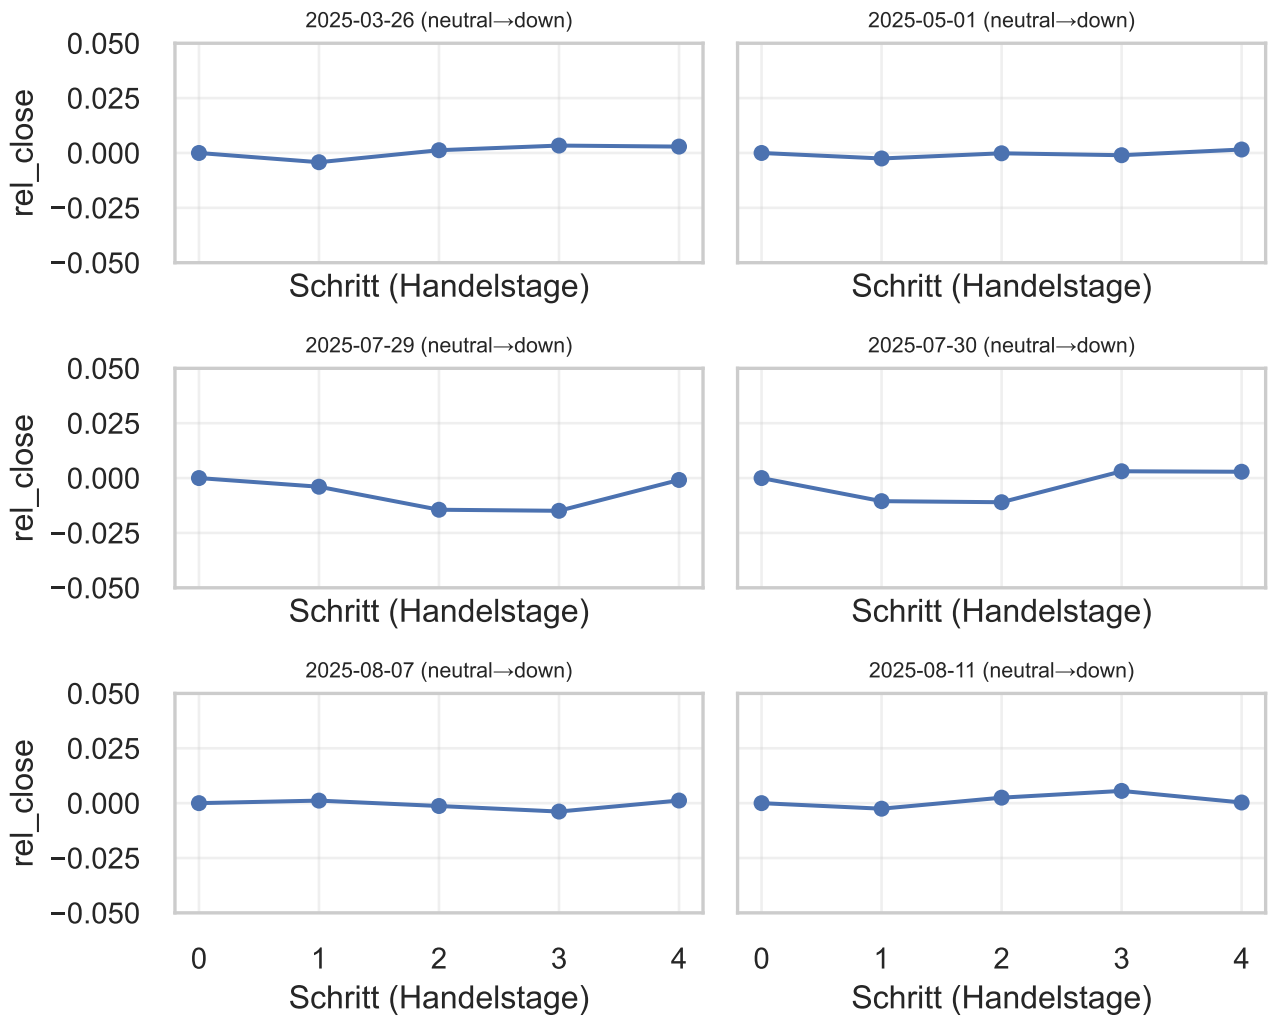 2025-03-26 (neutral→down)
2025-05-01 (neutral→down)
rel_close
0.050
0.025
0.000
−0.025
−0.050
Schritt (Handelstage)
Schritt (Handelstage)
2025-07-29 (neutral→down)
2025-07-30 (neutral→down)
rel_close
0.050
0.025
0.000
−0.025
−0.050
Schritt (Handelstage)
Schritt (Handelstage)
2025-08-07 (neutral→down)
2025-08-11 (neutral→down)
rel_close
0.050
0.025
0.000
−0.025
−0.050
0 1 2 3 4
0 1 2 3 4
Schritt (Handelstage)
Schritt (Handelstage)